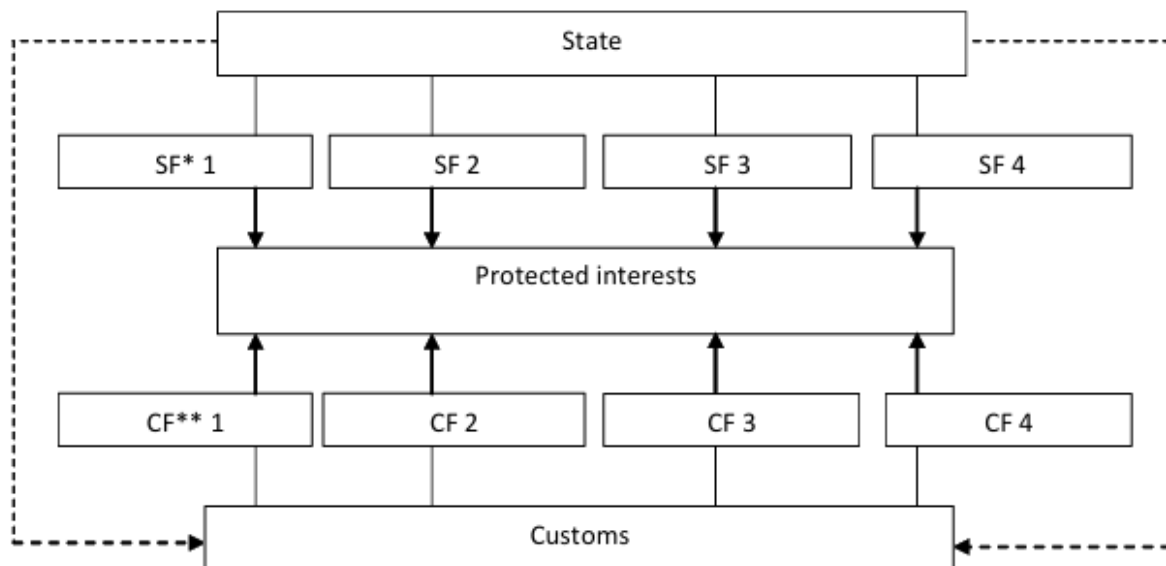 State
SF* 1
SF 2
SF 3
SF 4
Protected interests
CF** 1
CF 2
CF 3
CF 4
Customs